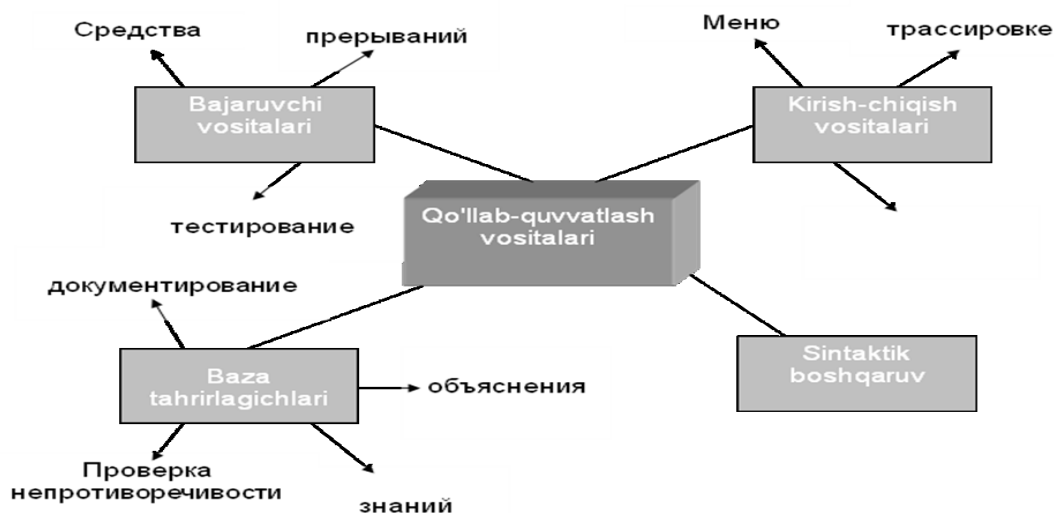 Средства
прерываний
Меню
трассировке
Bajaruvchi
vositalari
Kirish-chiqish
vositalari
тестирование
Qo'llab-quvvatlash
vositalari
документирование
Baza
tahrirlagichlari
объяснения
Sintaktik
boshqaruv
Проверка
непротиворечивости
знаний